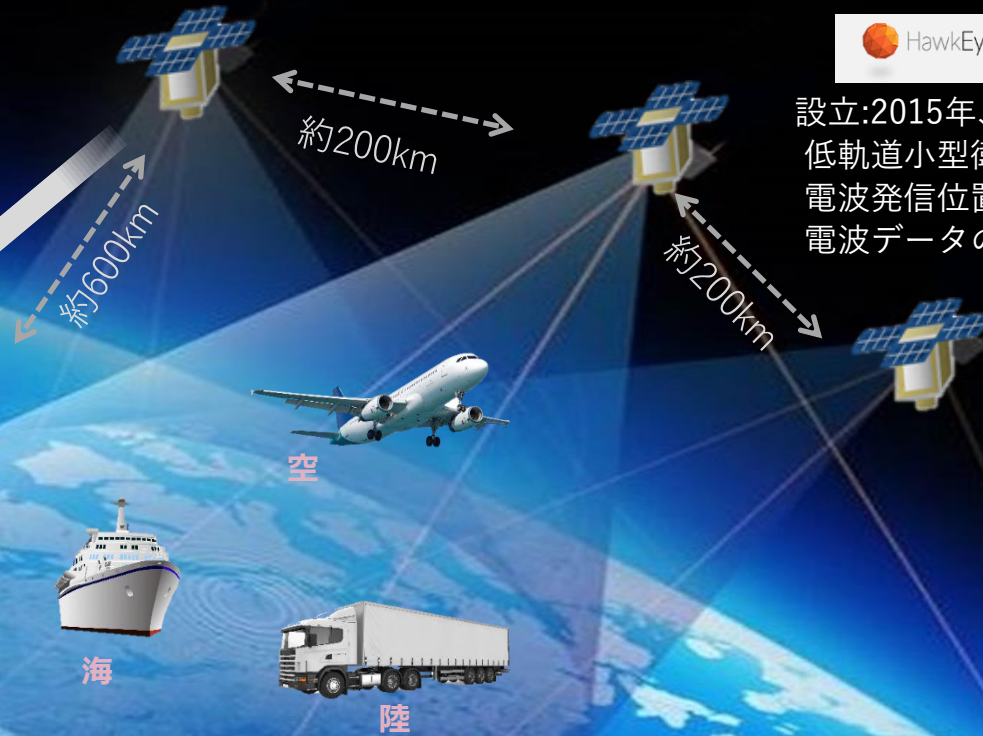 HawkEy
設立:2015年、
低軌道小型衛
電波発信位置
電波データの
約200km
約600km
約200km
空
海
陸